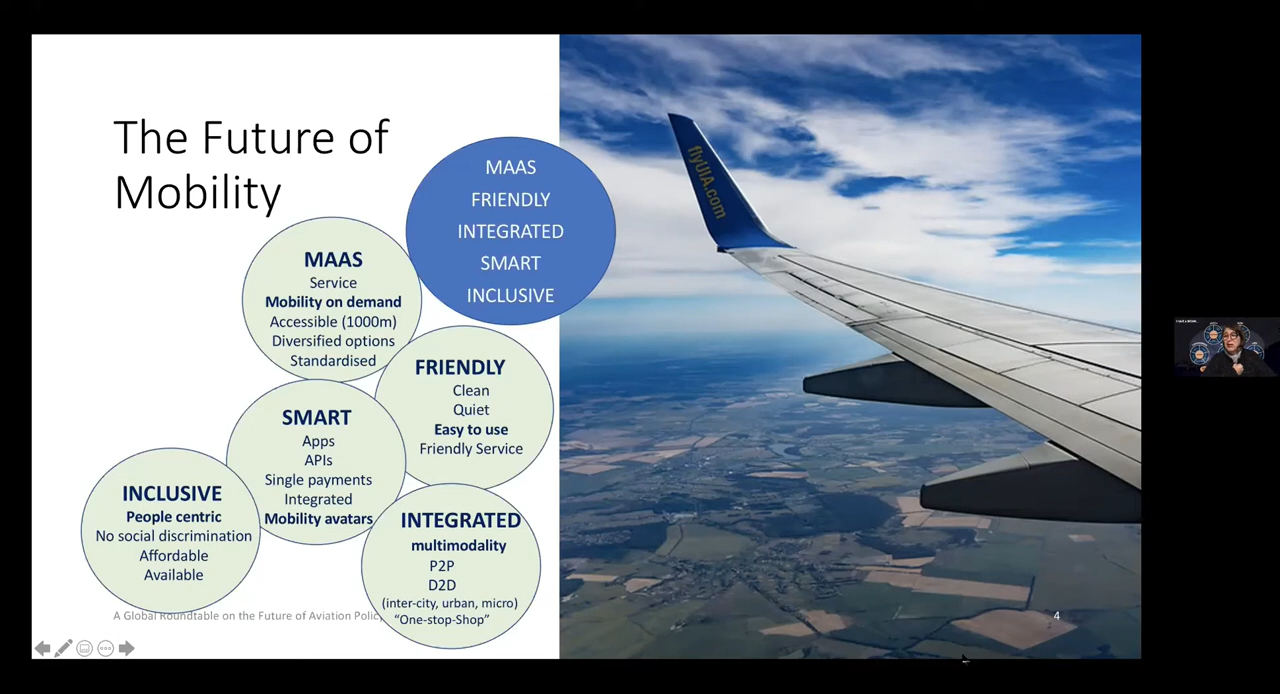 The Future of
Mobility
MAAS
FRIENDLY
INTEGRATED
SMART
INCLUSIVE
MAAS
Service
Mobility on demand
Accessible (1000m)
Diversified options
Standardised
FRIENDLY
Clean
Quiet
Easy to use
Friendly Service
SMART
Apps
APIs
Single payments
Integrated
Mobility avatars
INCLUSIVE
People centric
No social discrimination
Affordable
Available
INTEGRATED
multimodality
P2P
D2D
(inter-city, urban, micro)
“One-stop-Shop”
A Global Roundtable on the Future of Aviation Policy
4
flyUIA.com